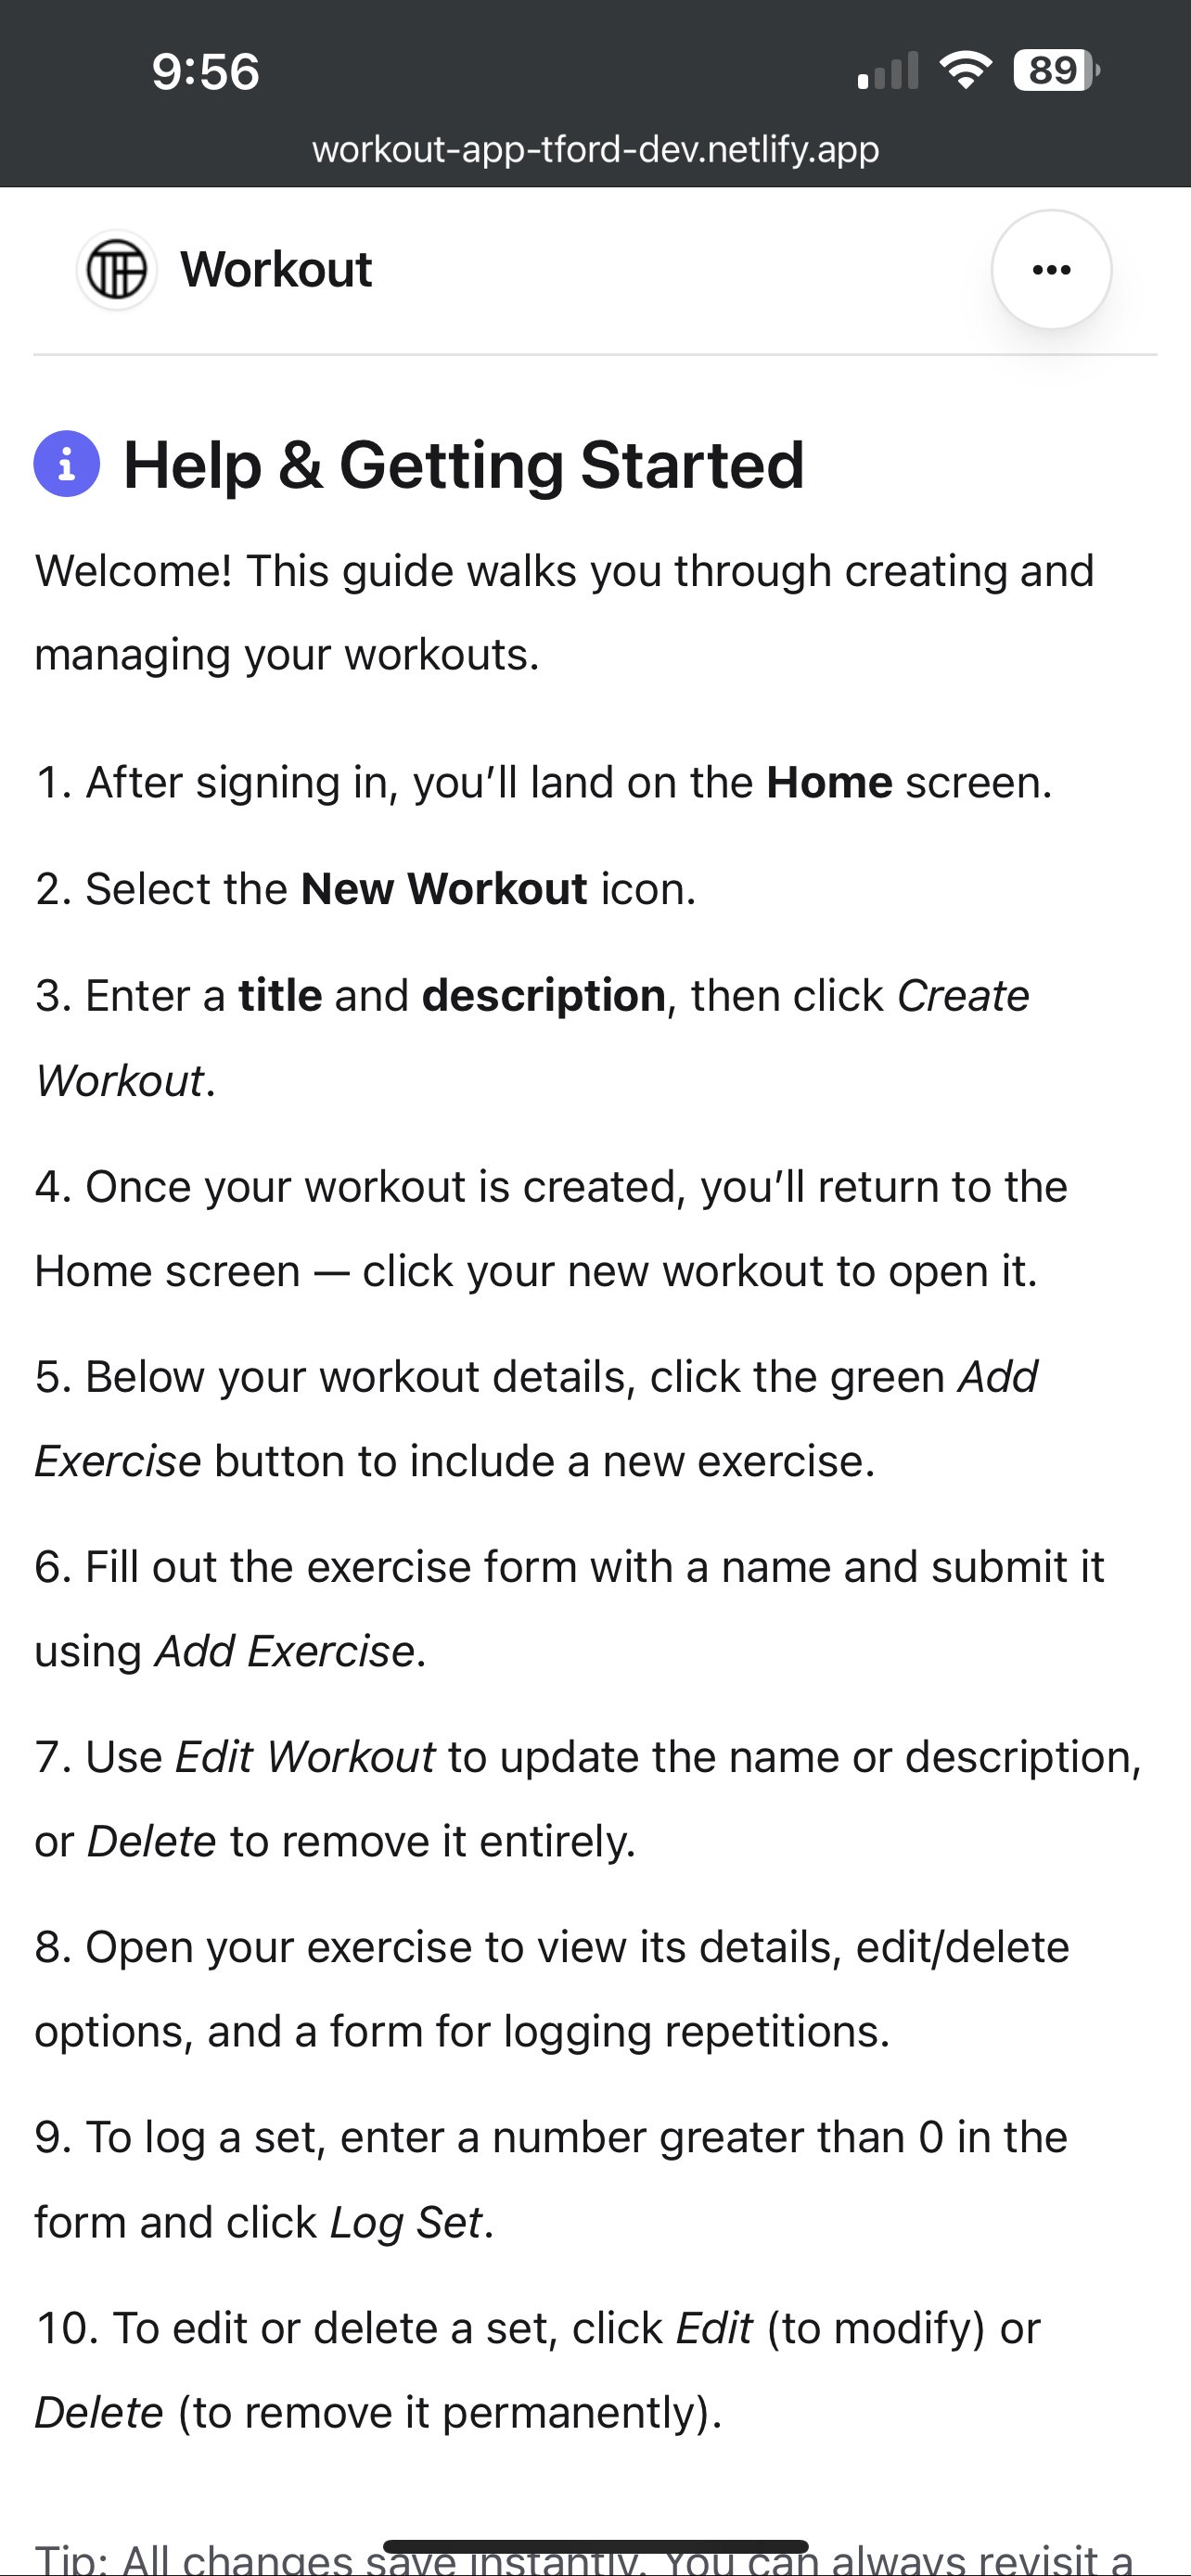 9:56
89
workout-app-tford-dev.netlify.app
TF
Workout
Help & Getting Started
Welcome! This guide walks you through creating and
managing your workouts.
1. After signing in, you’ll land on the Home screen.
2. Select the New Workout icon.
3. Enter a title and description, then click Create
Workout.
4. Once your workout is created, you’ll return to the
Home screen — click your new workout to open it.
5. Below your workout details, click the green Add
Exercise button to include a new exercise.
6. Fill out the exercise form with a name and submit it
using Add Exercise.
7. Use Edit Workout to update the name or description,
or Delete to remove it entirely.
8. Open your exercise to view its details, edit/delete
options, and a form for logging repetitions.
9. To log a set, enter a number greater than 0 in the
form and click Log Set.
10. To edit or delete a set, click Edit (to modify) or
Delete (to remove it permanently).
Tip: All changes save instantly. You can always revisit a